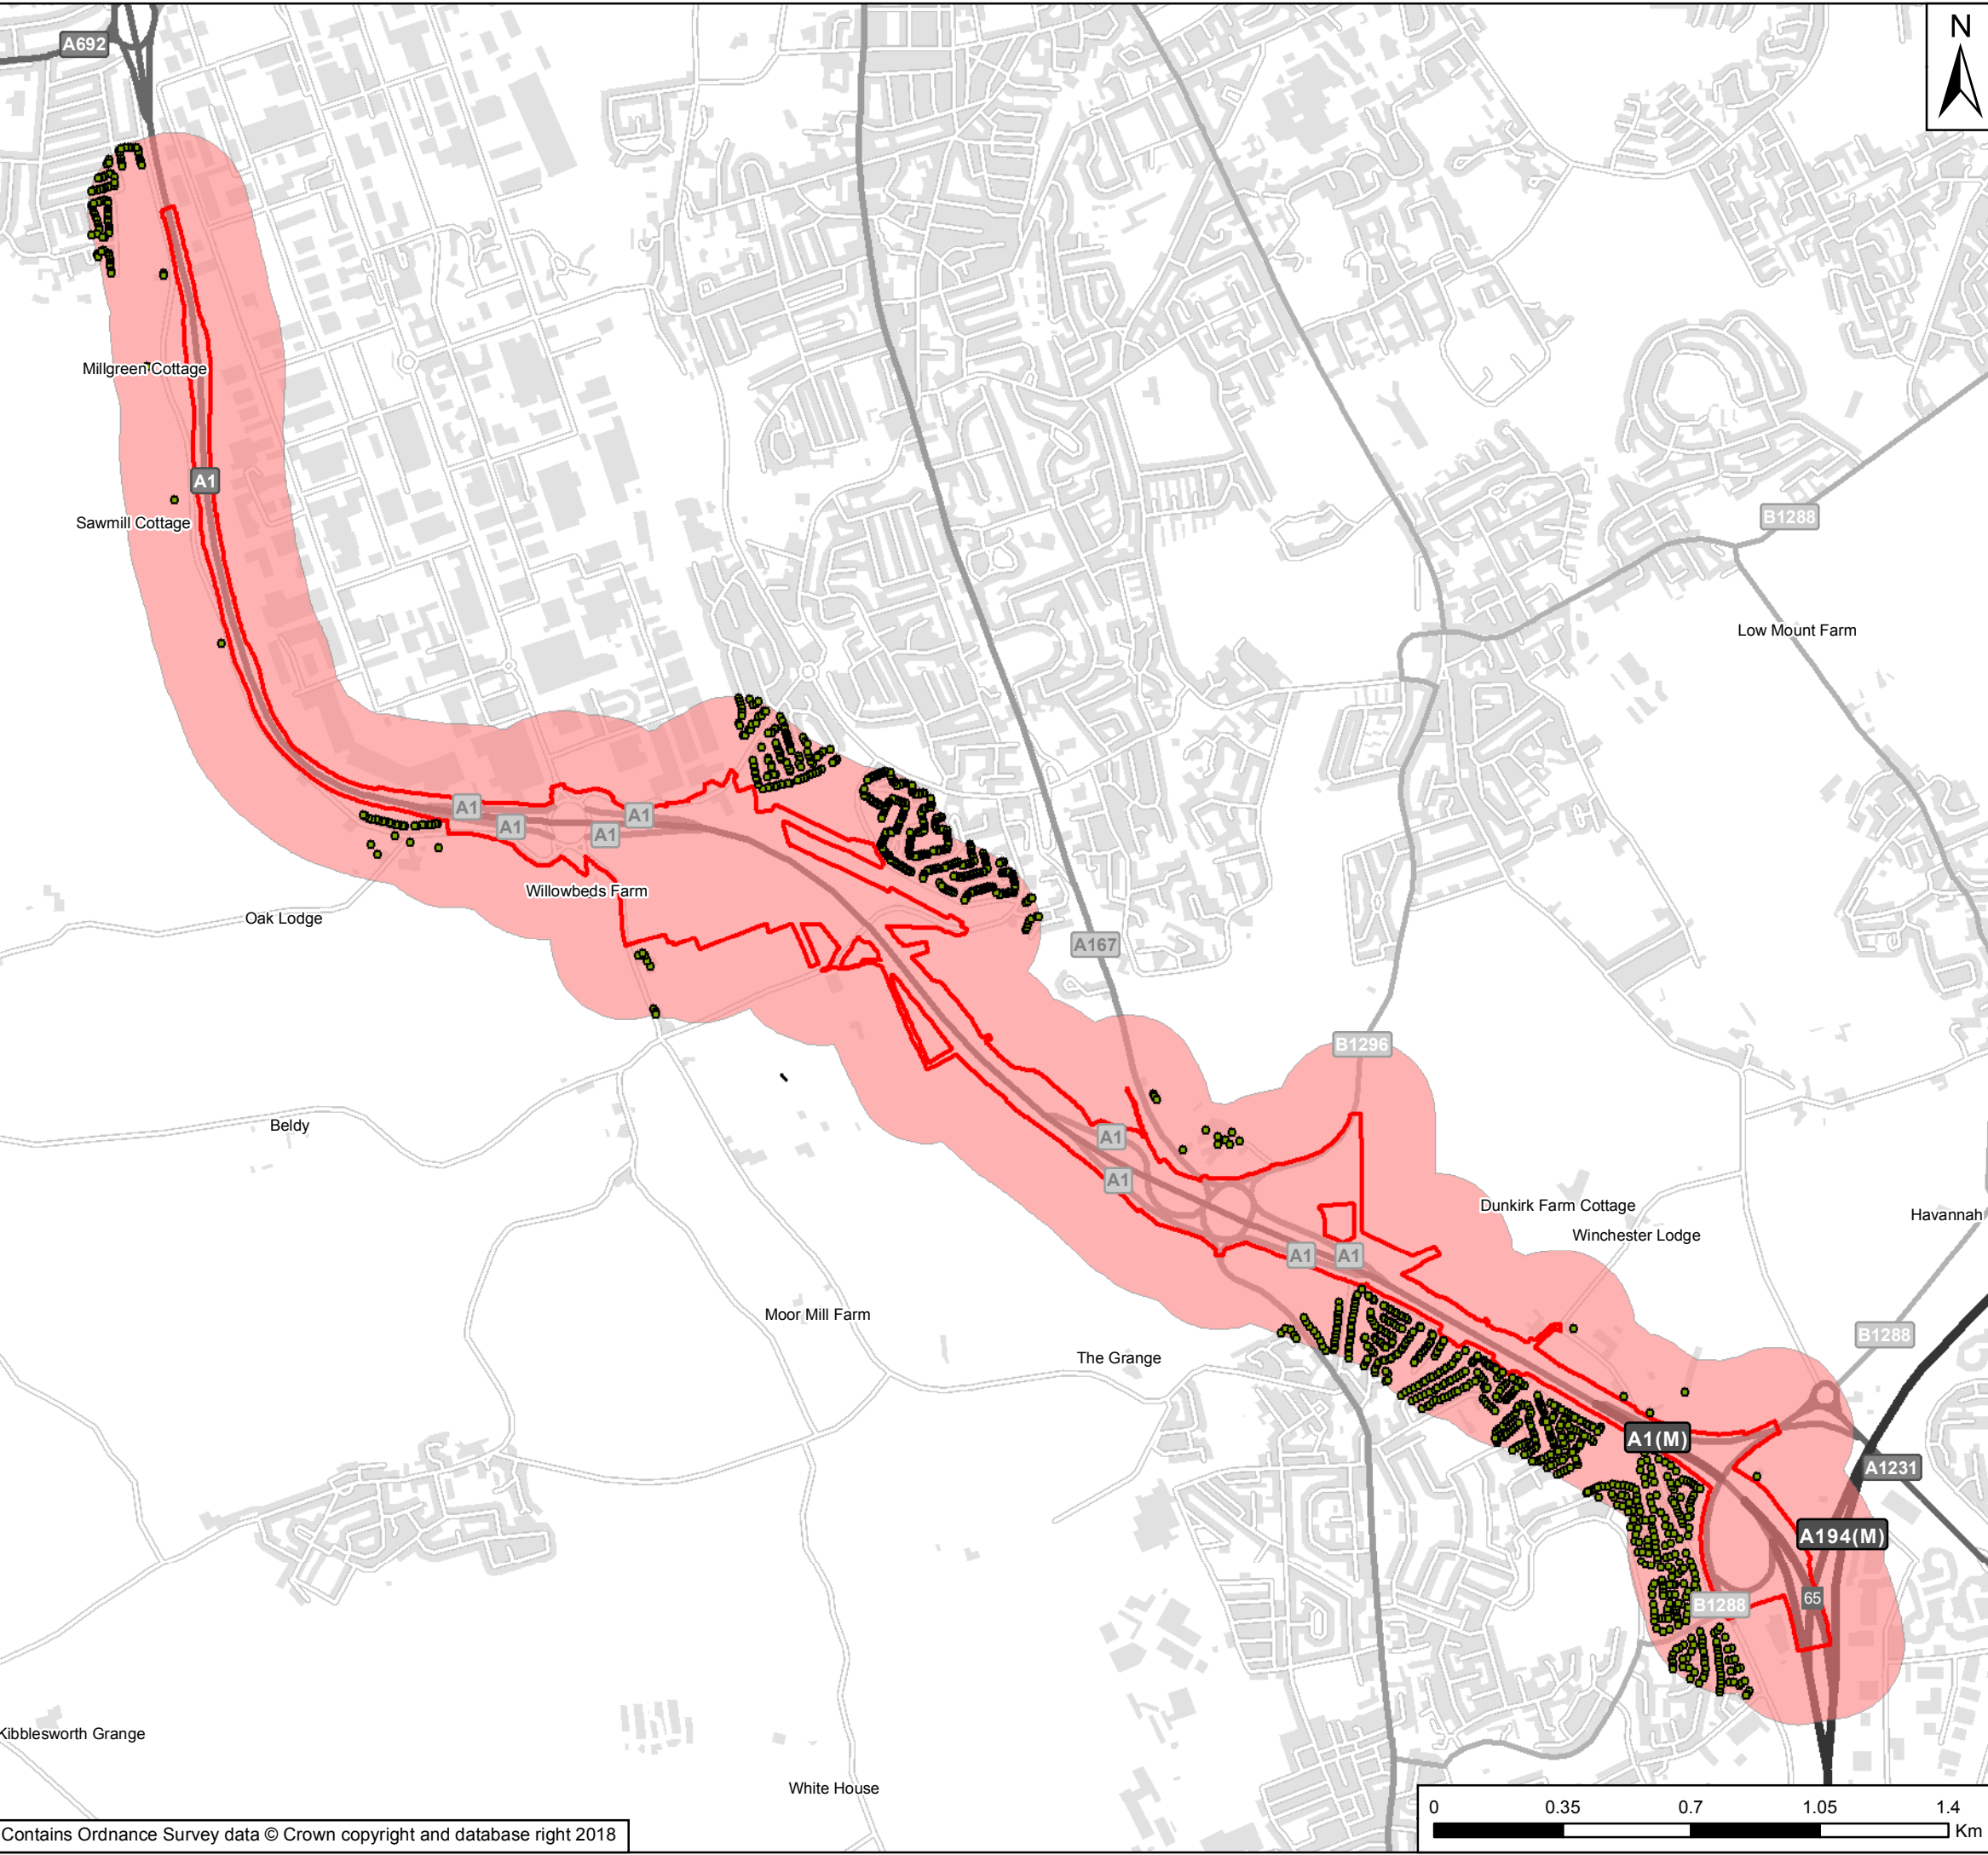 N
A692
Millgreen Cottage
A1
Sawmill Cottage
B1288
Low Mount Farm
A1
A1
A1
A1
Willowbeds Farm
Oak Lodge
A167
B1296
Beldy
A1
A1
Dunkirk Farm Cottage
Havannah
Winchester Lodge
A1
A1
Moor Mill Farm
B1288
The Grange
A1(M)
A1231
A194(M)
65
B1288
Kibblesworth Grange
White House
0 0.35 0.7 1.05 1.4
Km
Contains Ordnance Survey data © Crown copyright and database right 2018